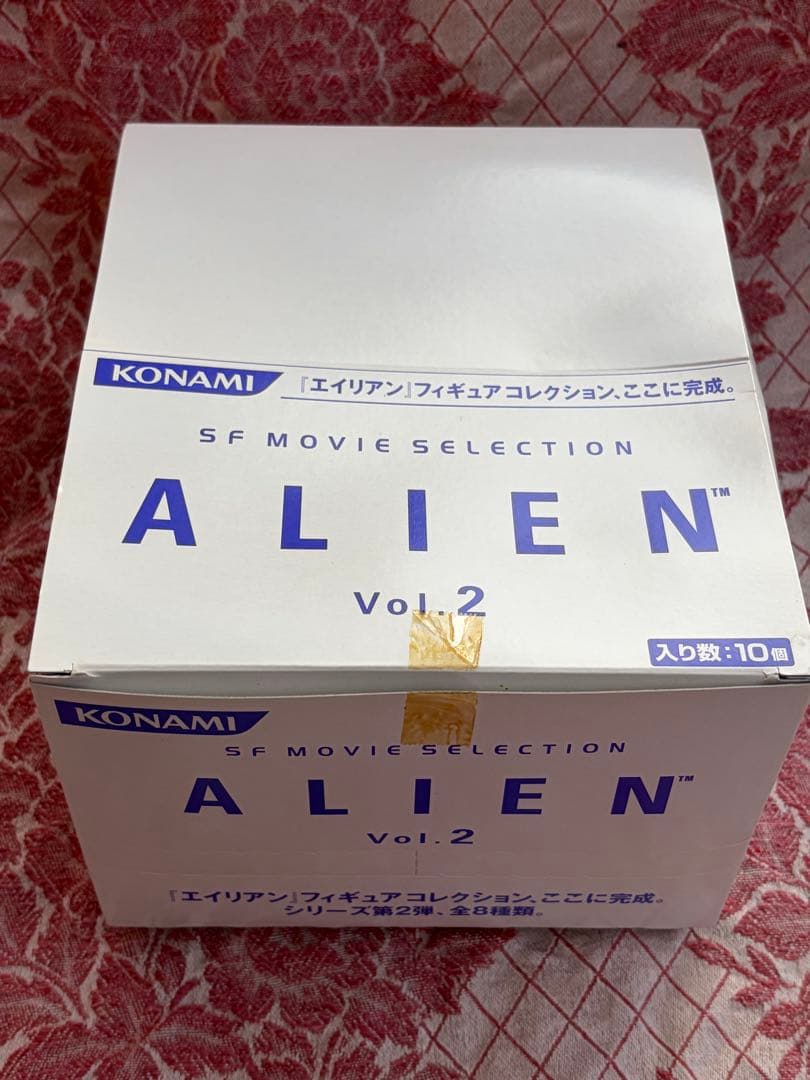 KONAMI 『エイリアン』フィギュアコレクション、ここに完成。
SF MOVIE SELECTION
ALIEN™
Vol.2
入り数:10個
KONAMI
SF MOVIE SELECTION
ALIEN™
Vol.2
『エイリアン』フィギュアコレクション、ここに完成。
シリーズ第2弾、全8種類。